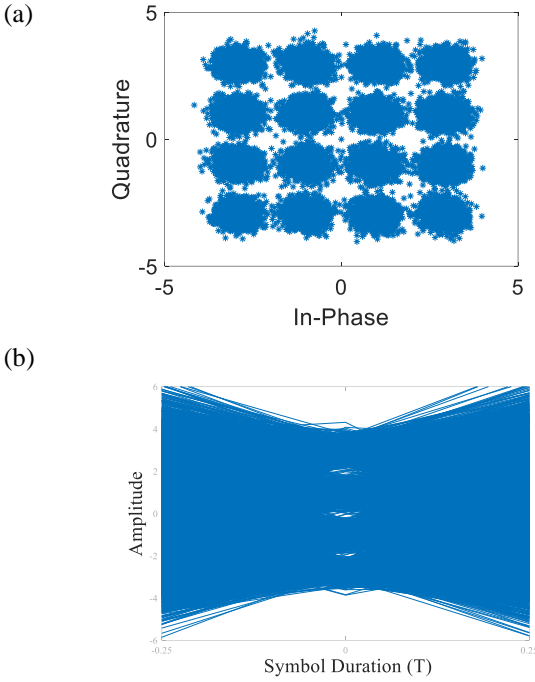 (a)
5
0
-5
Quadrature
-5 0 5
In-Phase
(b)
6
4
2
0
-2
-4
-6
Amplitude
-0.25 0 0.25
Symbol Duration (T)